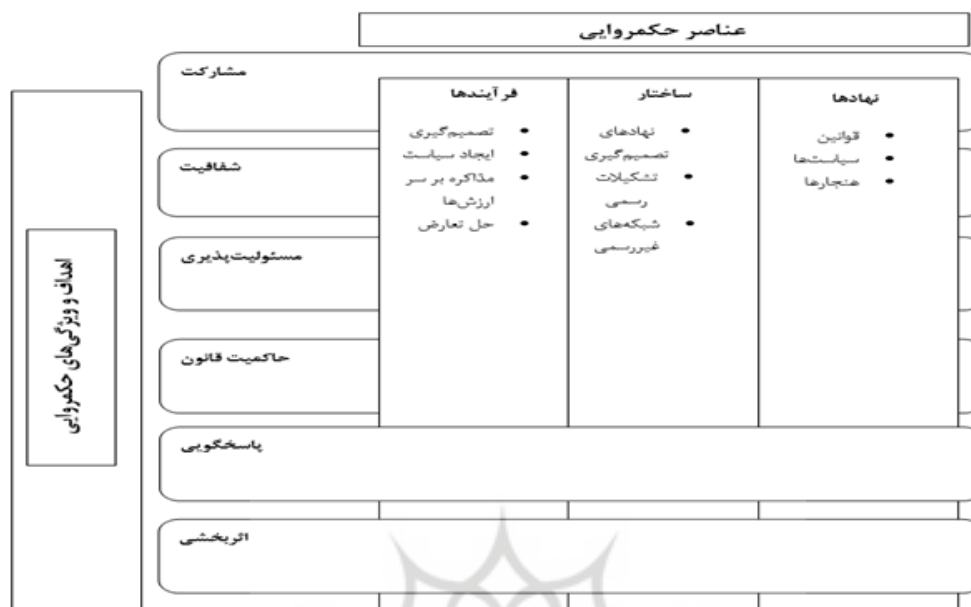 عناصر حکمروایی
اهداف و ویژگی‌های حکمروایی
مشارکت
شفافیت
مسئولیت‌پذیری
حاکمیت قانون
پاسخگویی
اثربخشی
نهادها
• قوانین
• سیاست‌ها
• هنجارها
ساختار
• نهادهای
تصمیم‌گیری
• تشکیلات
رسمی
• شبکه‌های
غیررسمی
فرآیندها
• تصمیم‌گیری
• ایجاد سیاست
• مذاکره بر سر
ارزش‌ها
• حل تعارض